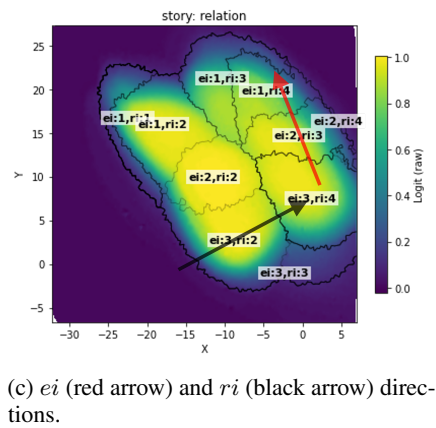 story: relation
25
20
15
10
5
0
−5
Y
−30
−25
−20
−15
−10
−5
0
5
X
ei:1,ri:3
ei:1,ri:4
ei:1,ri:1
ei:1,ri:2
ei:2,ri:4
ei:2,ri:3
ei:2,ri:2
ei:3,ri:4
ei:3,ri:2
ei:3,ri:3
1.0
0.8
0.6
0.4
0.2
0.0
Logit (raw)
(c) ei (red arrow) and ri (black arrow) direc-
tions.